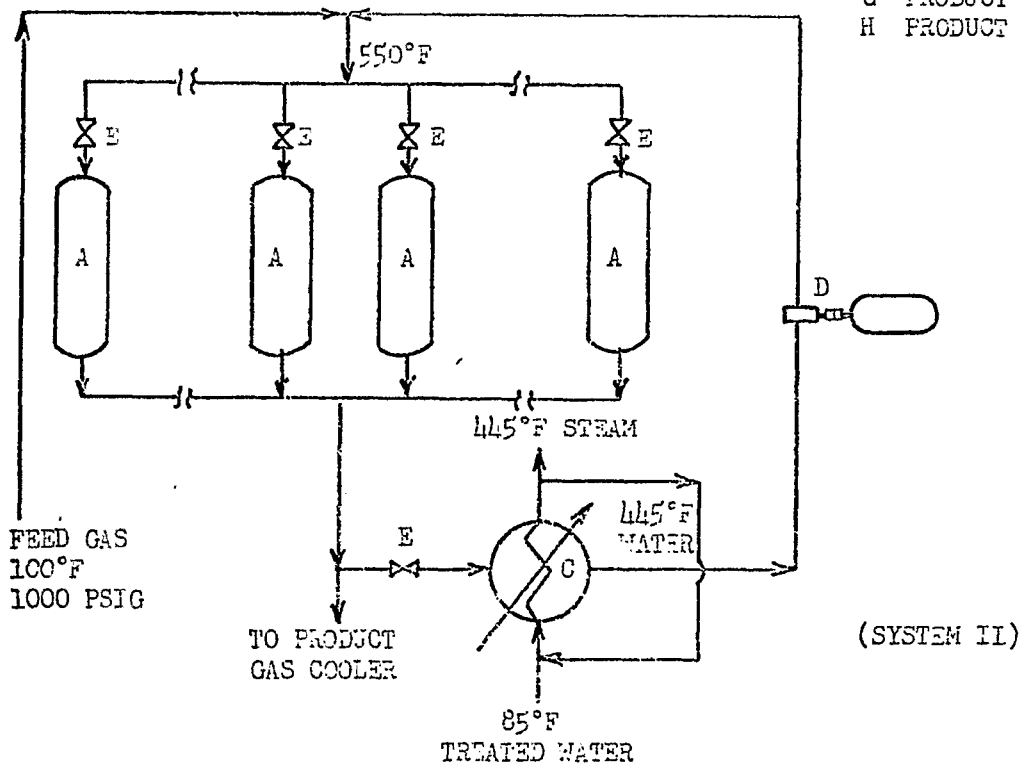 H PRODUCT
550°F
E
E
E
E
A
A
A
A
D
445°F STEAM
FEED GAS
100°F
1000 PSIG
E
445°F
WATER
C
TO PRODUCT
GAS COOLER
(SYSTEM II)
85°F
TREATED WATER